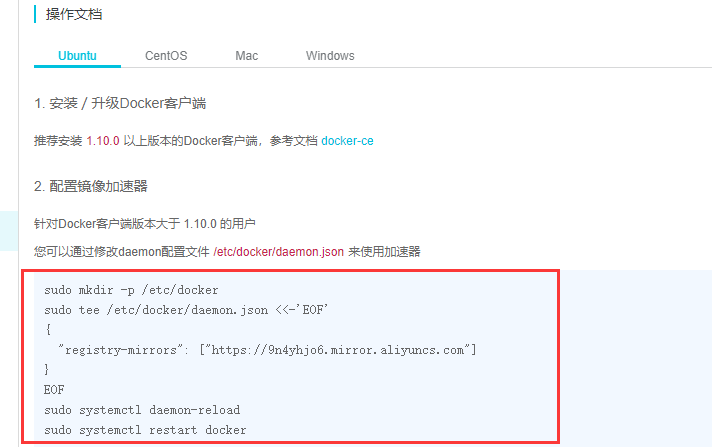 操作文档
Ubuntu CentOS Mac Windows
1. 安装 / 升级Docker客户端
推荐安装 1.10.0 以上版本的Docker客户端，参考文档 docker-ce
2. 配置镜像加速器
针对Docker客户端版本大于 1.10.0 的用户
您可以通过修改daemon配置文件 /etc/docker/daemon.json 来使用加速器
sudo mkdir -p /etc/docker
sudo tee /etc/docker/daemon.json <<-'EOF'
{
  "registry-mirrors": ["https://9n4yhjo6.mirror.aliyuncs.com"]
}
EOF
sudo systemctl daemon-reload
sudo systemctl restart docker